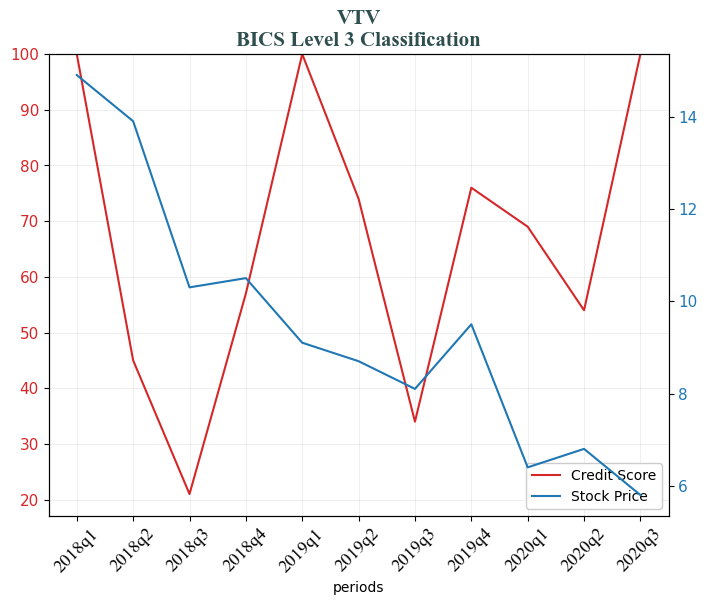 VTV
BICS Level 3 Classification
100
90
80
70
60
50
40
30
20
14
12
10
8
6
Credit Score
Stock Price
2018q1
2018q2
2018q3
2018q4
2019q1
2019q2
2019q3
2019q4
2020q1
2020q2
2020q3
periods